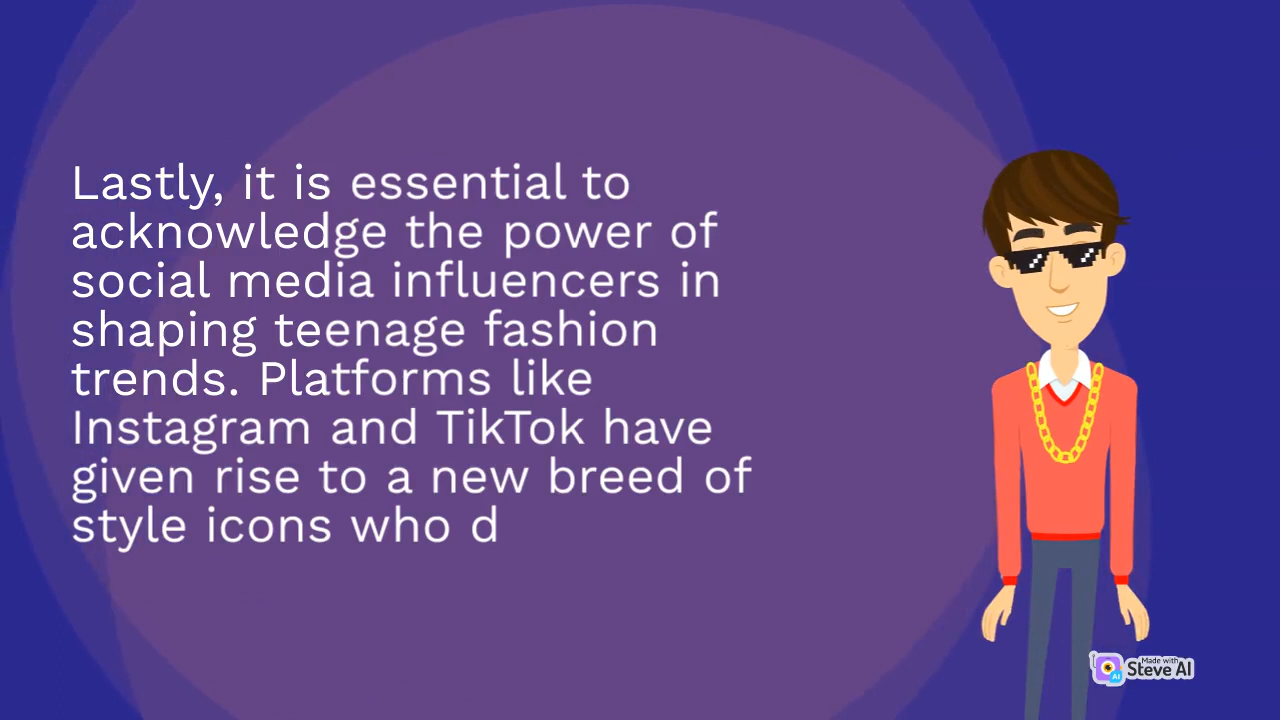 Lastly, it is essential to
acknowledge the power of
social media influencers in
shaping teenage fashion
trends. Platforms like
Instagram and TikTok have
given rise to a new breed of
style icons who d
Made with
Steve AI
AI